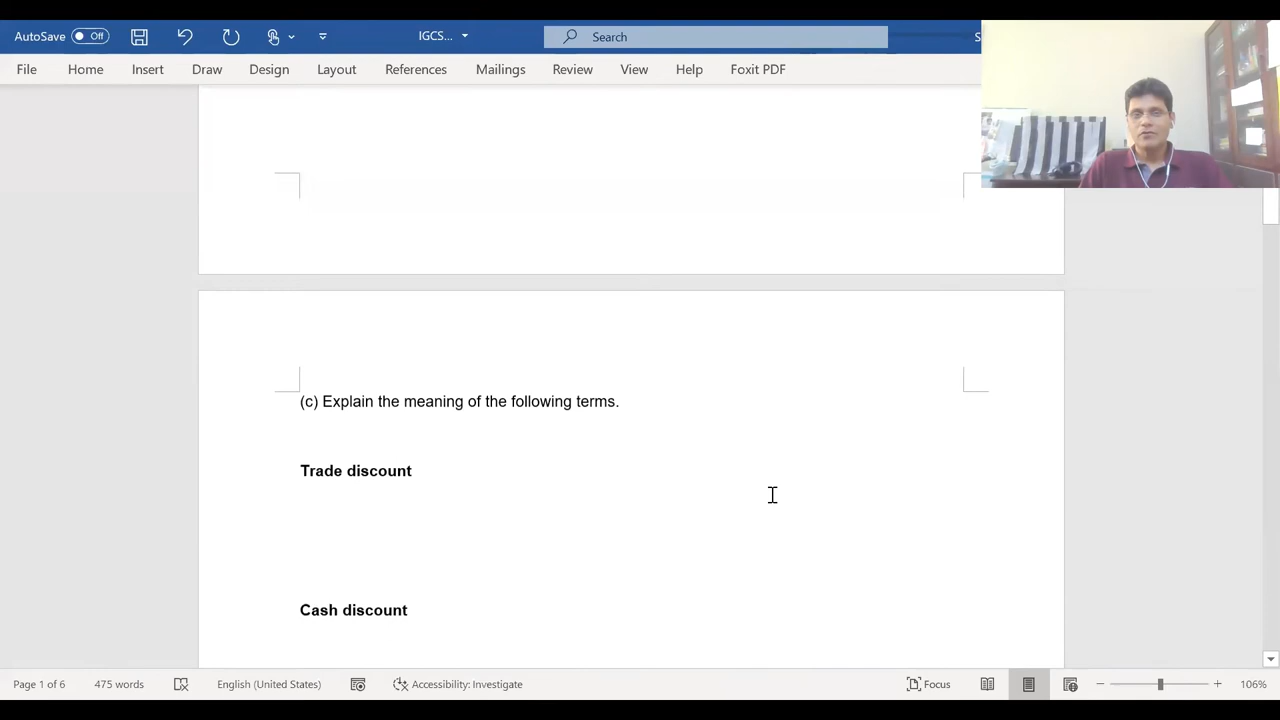 AutoSave Off IGCS... Search S
File Home Insert Draw Design Layout References Mailings Review View Help Foxit PDF
(c) Explain the meaning of the following terms.
Trade discount
Cash discount
Page 1 of 6 475 words English (United States) Accessibility: Investigate Focus 106%